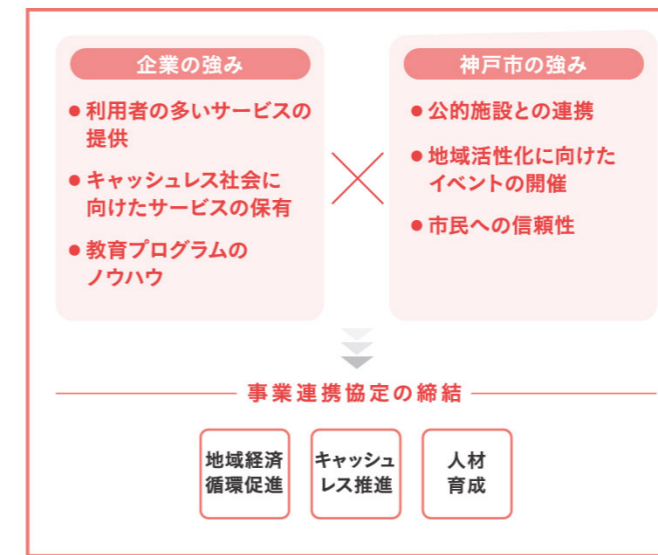 企業の強み
● 利用者の多いサービスの
提供
● キャッシュレス社会に
向けたサービスの保有
● 教育プログラムの
ノウハウ
神戸市の強み
● 公的施設との連携
● 地域活性化に向けた
イベントの開催
● 市民への信頼性
事業連携協定の締結
地域経済
循環促進
キャッシュ
レス推進
人材
育成